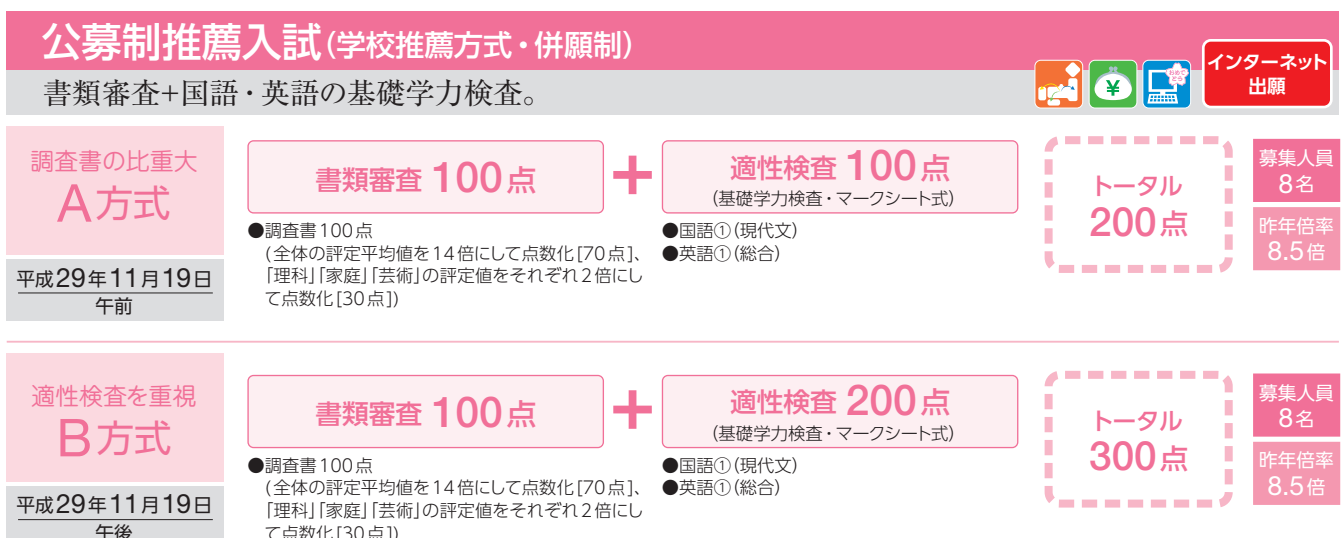 公募制推薦入試(学校推薦方式・併願制)
書類審査+国語・英語の基礎学力検査。
おめでとう
インターネット
出願
調査書の比重大
A方式
平成29年11月19日
午前
書類審査 100点
+
適性検査 100点
(基礎学力検査・マークシート式)
●調査書100点
(全体の評定平均値を14倍にして点数化[70点]、
「理科」「家庭」「芸術」の評定値をそれぞれ2倍にし
て点数化[30点])
●国語①(現代文)
●英語①(総合)
トータル
200点
募集人員
8名
昨年倍率
8.5倍
適性検査を重視
B方式
平成29年11月19日
午後
書類審査 100点
+
適性検査 200点
(基礎学力検査・マークシート式)
●調査書100点
(全体の評定平均値を14倍にして点数化[70点]、
「理科」「家庭」「芸術」の評定値をそれぞれ2倍にし
て点数化[30点])
●国語①(現代文)
●英語①(総合)
トータル
300点
募集人員
8名
昨年倍率
8.5倍